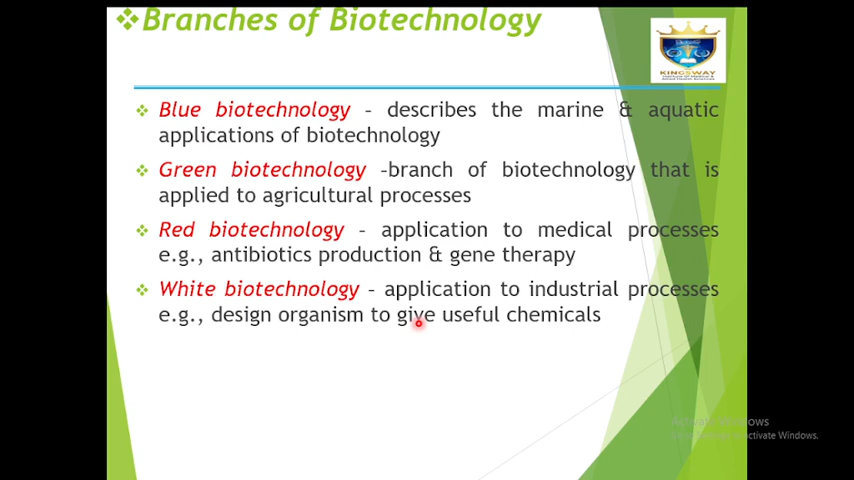 Branches of Biotechnology
KINGSWAY
Blue biotechnology – describes the marine & aquatic
applications of biotechnology
Green biotechnology –branch of biotechnology that is
applied to agricultural processes
Red biotechnology – application to medical processes
e.g., antibiotics production & gene therapy
White biotechnology – application to industrial processes
e.g., design organism to give useful chemicals
Activate Windows
Activate Windows.